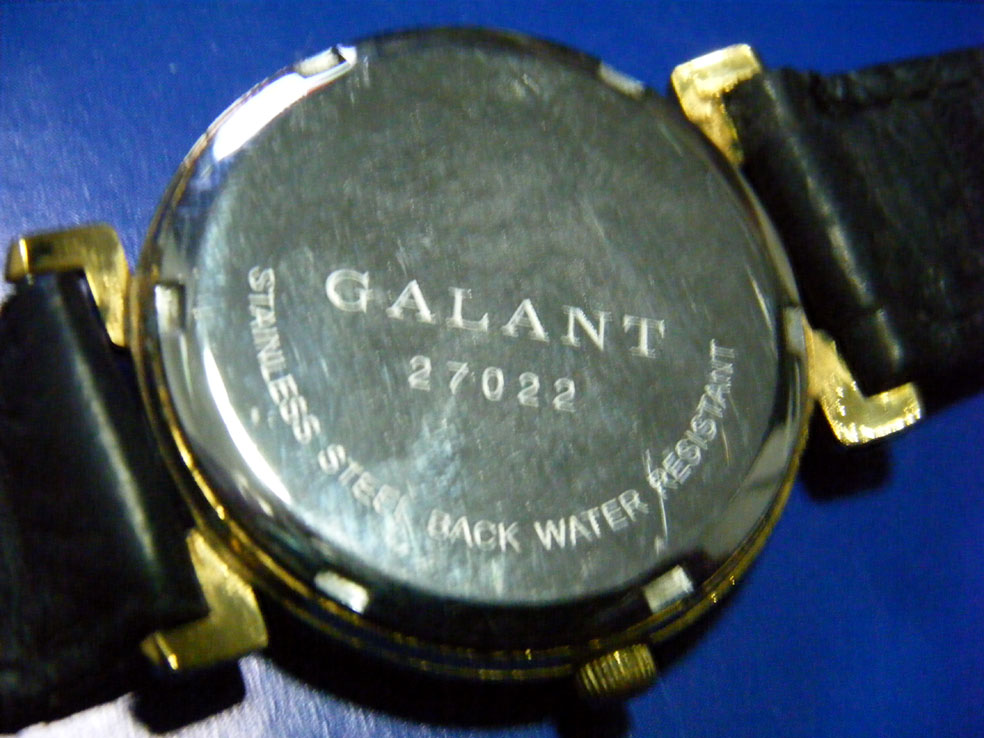 GALANT
27022
STAINLESS STEEL BACK WATER RESISTANT